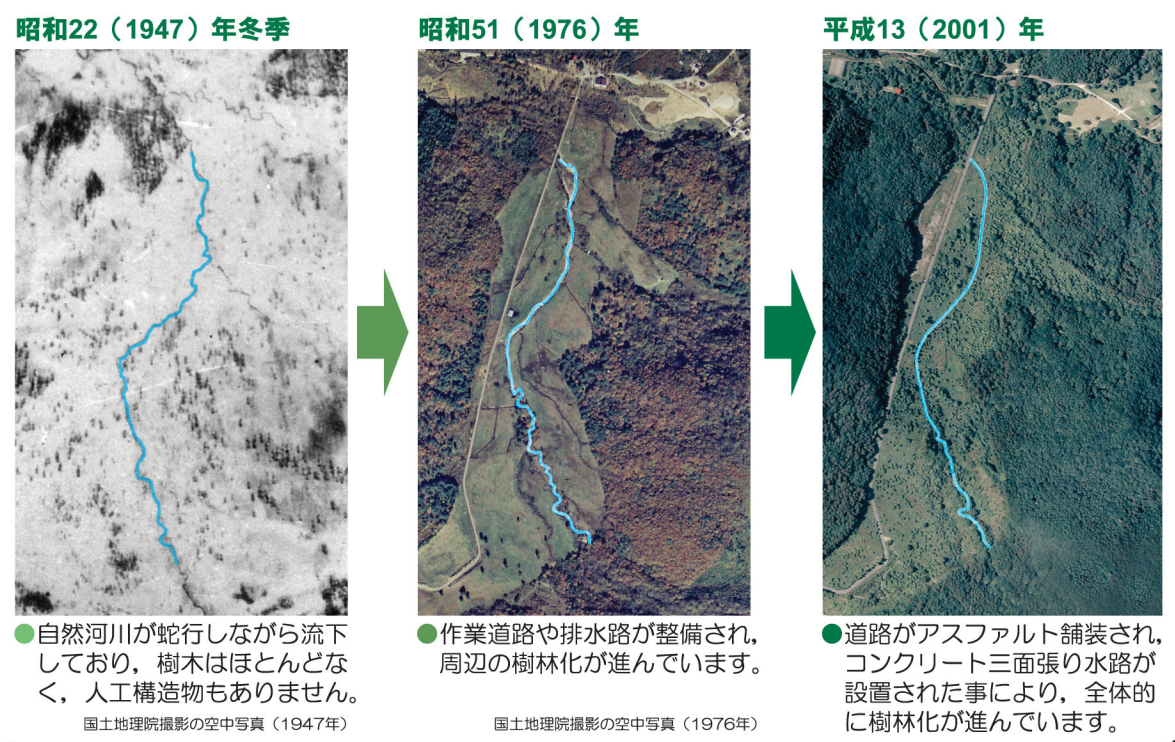 昭和22（1947）年冬季
昭和51（1976）年
平成13（2001）年
●自然河川が蛇行しながら流下
しており，樹木はほとんどな
く，人工構造物もありません。
国土地理院撮影の空中写真（1947年）
●作業道路や排水路が整備され，
周辺の樹林化が進んでいます。
国土地理院撮影の空中写真（1976年）
●道路がアスファルト舗装され，
コンクリート三面張り水路が
設置された事により，全体的
に樹林化が進んでいます。